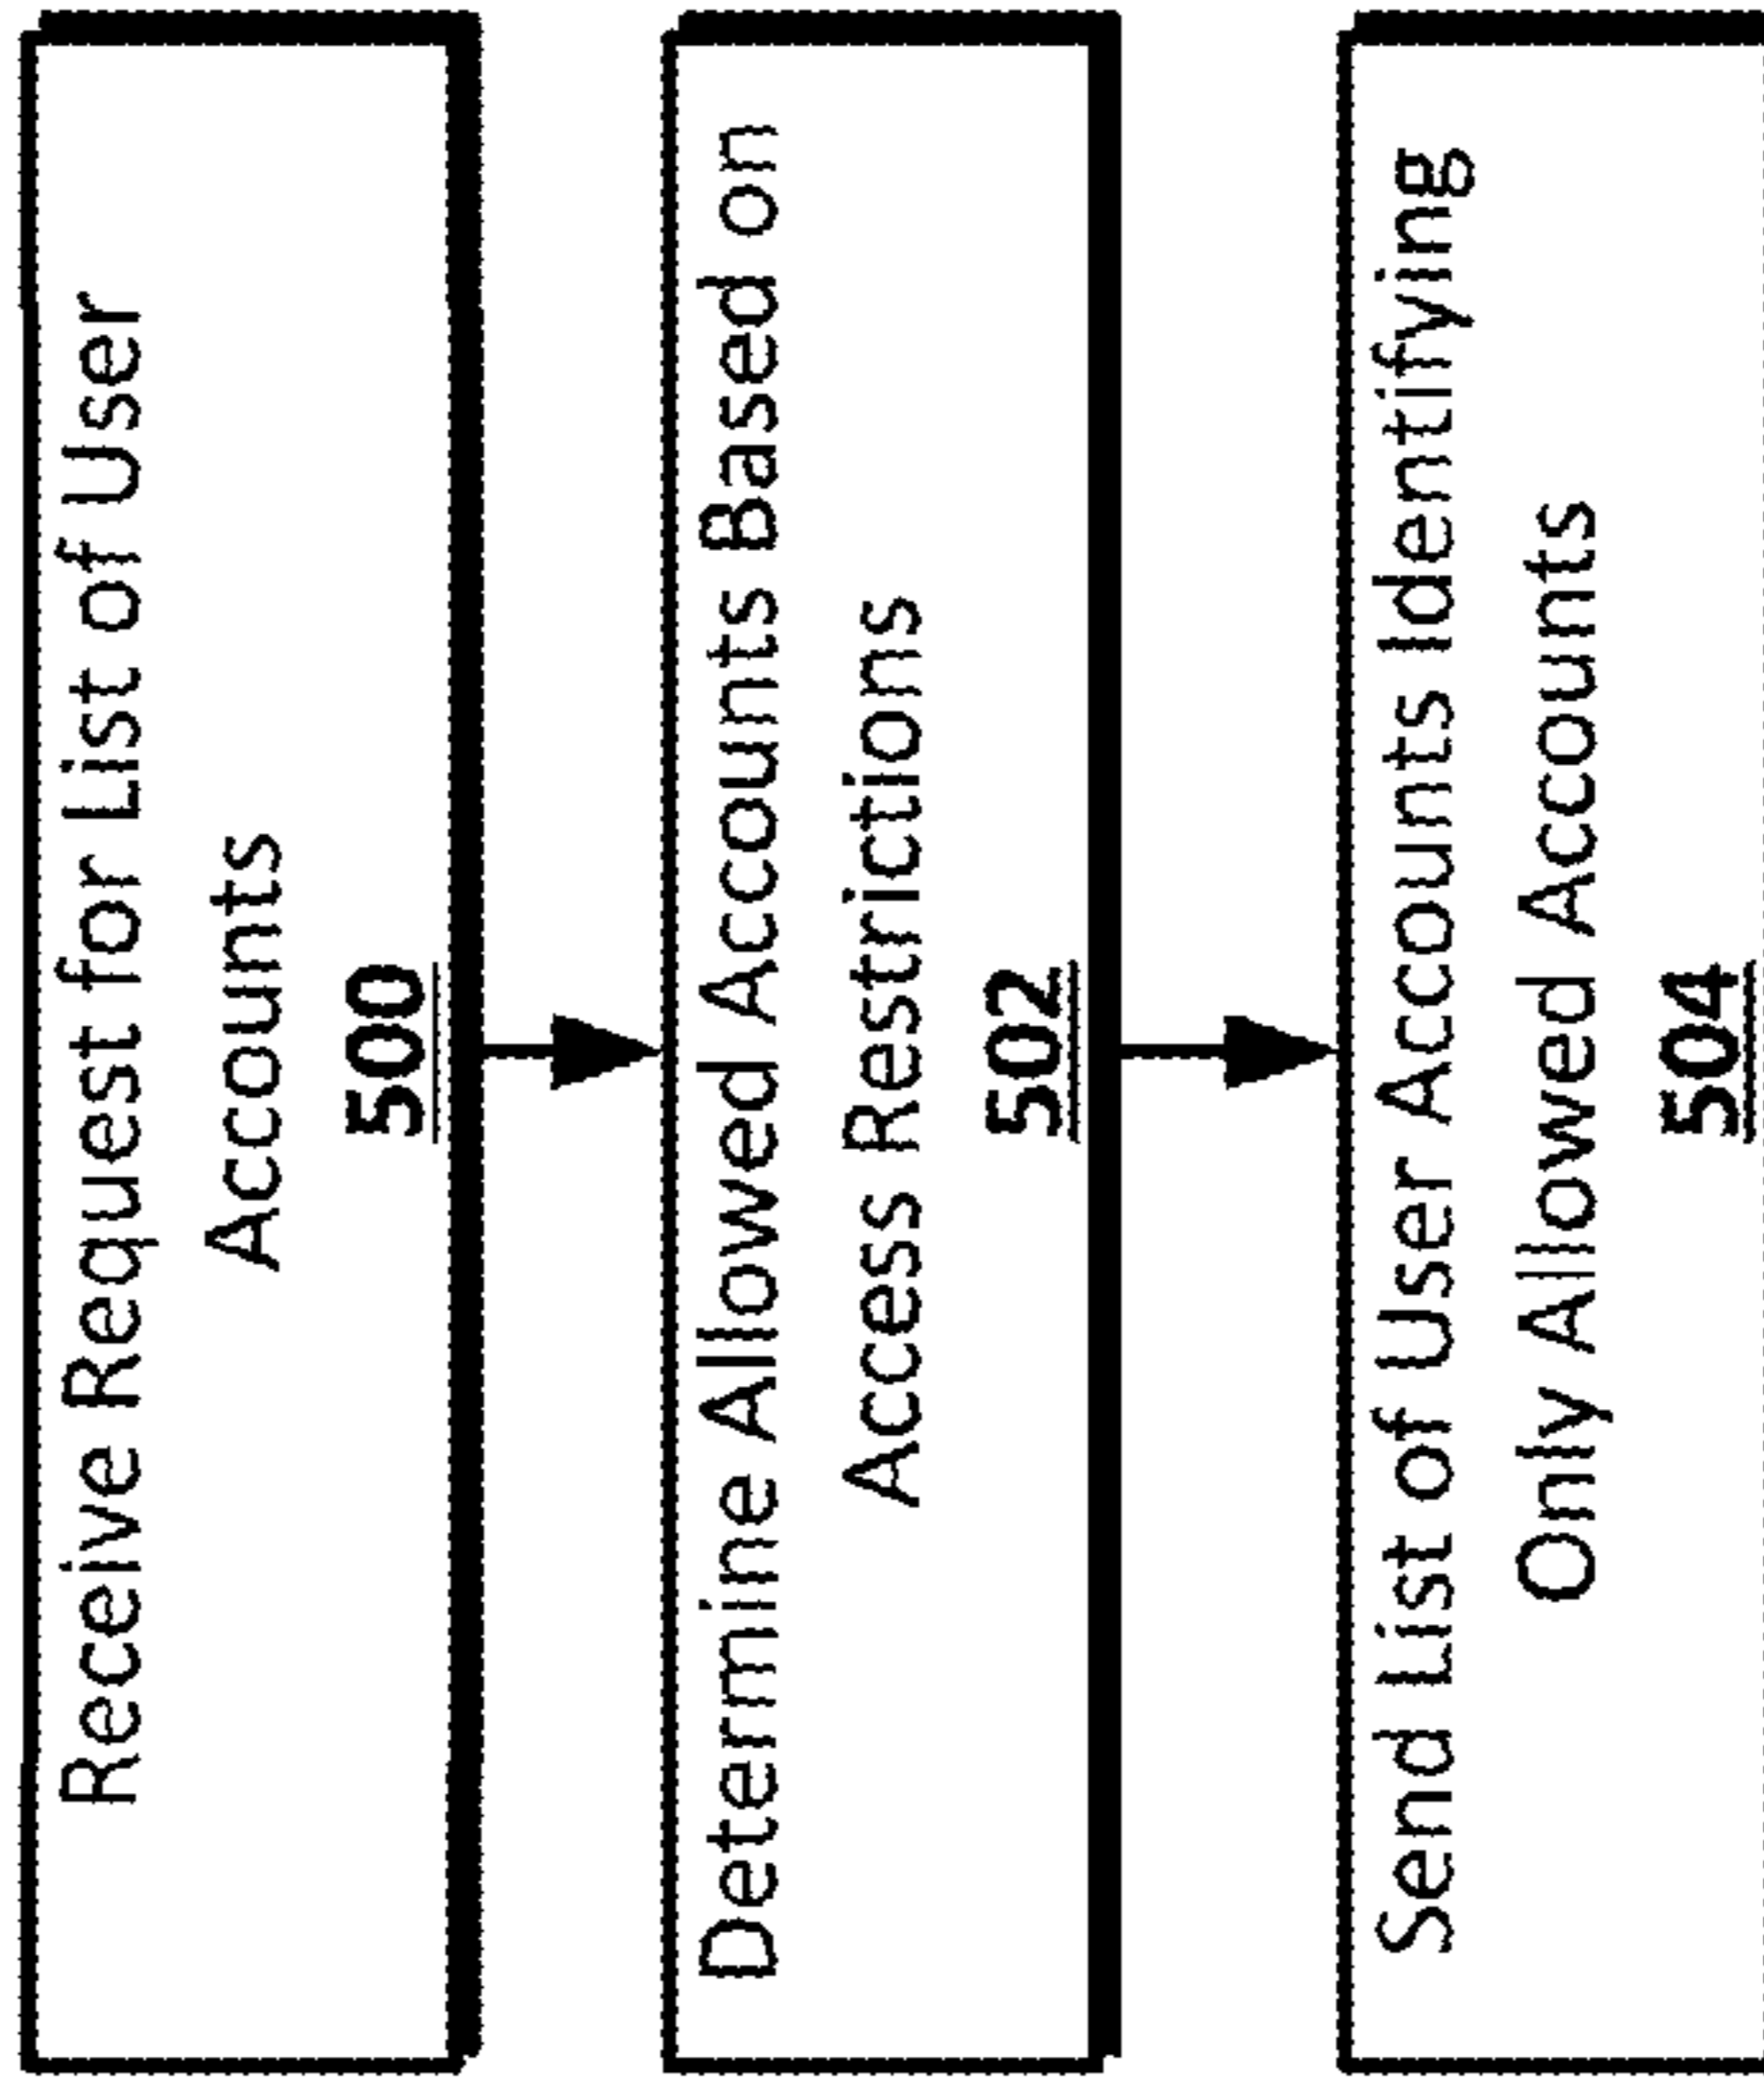 Receive Request for List of User
Accounts
500
Determine Allowed Accounts Based on
Access Restrictions
502
Send List of User Accounts Identifying
Only Allowed Accounts
504